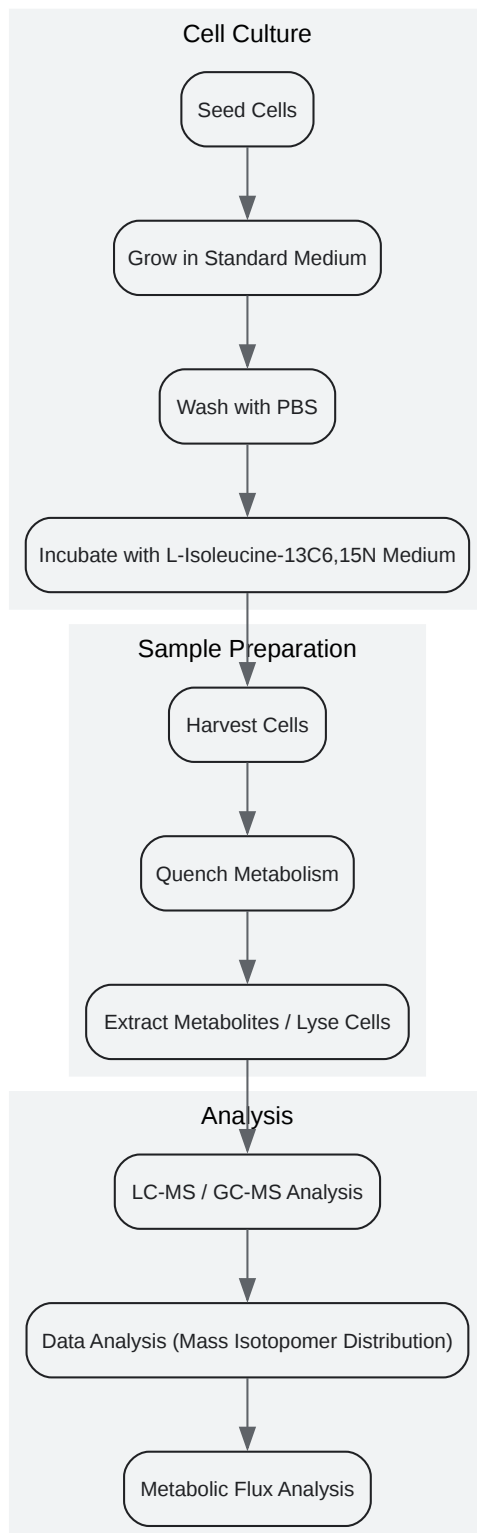 Cell Culture
Seed Cells
Grow in Standard Medium
Wash with PBS
Incubate with L-Isoleucine-13C6,15N Medium
Sample Preparation
Harvest Cells
Quench Metabolism
Extract Metabolites / Lyse Cells
Analysis
LC-MS / GC-MS Analysis
Data Analysis (Mass Isotopomer Distribution)
Metabolic Flux Analysis